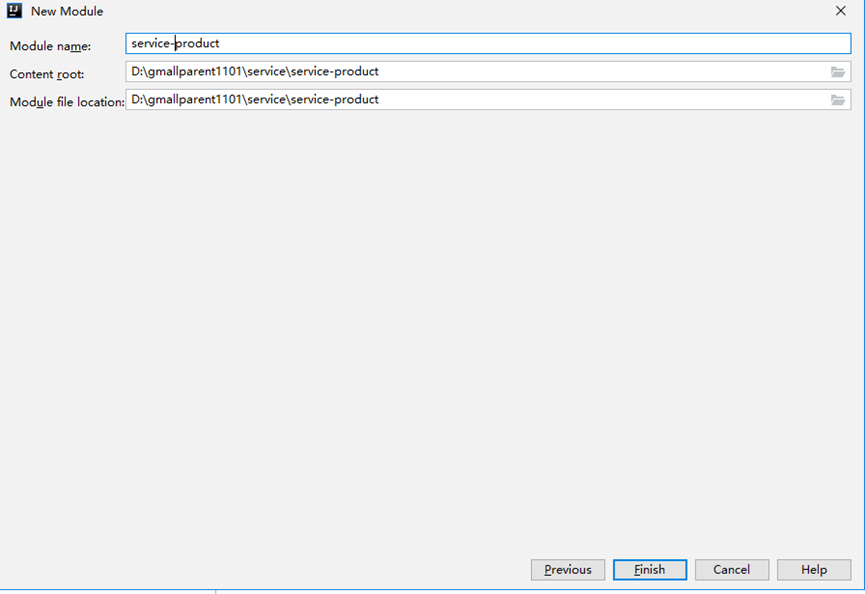 New Module
Module name: service-product
Content root: D:\gmallparent1101\service\service-product
Module file location: D:\gmallparent1101\service\service-product
Previous Finish Cancel Help